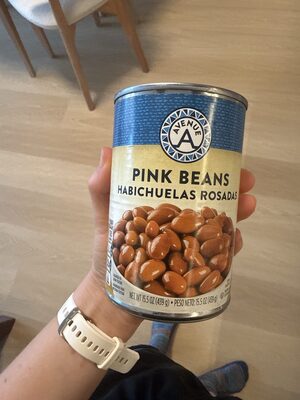 AVENUE
A
PINK BEANS
HABICHUELAS ROSADAS
NET WT 15.5 OZ (439 g) • PESO NETO: 15.5 OZ (439 g)